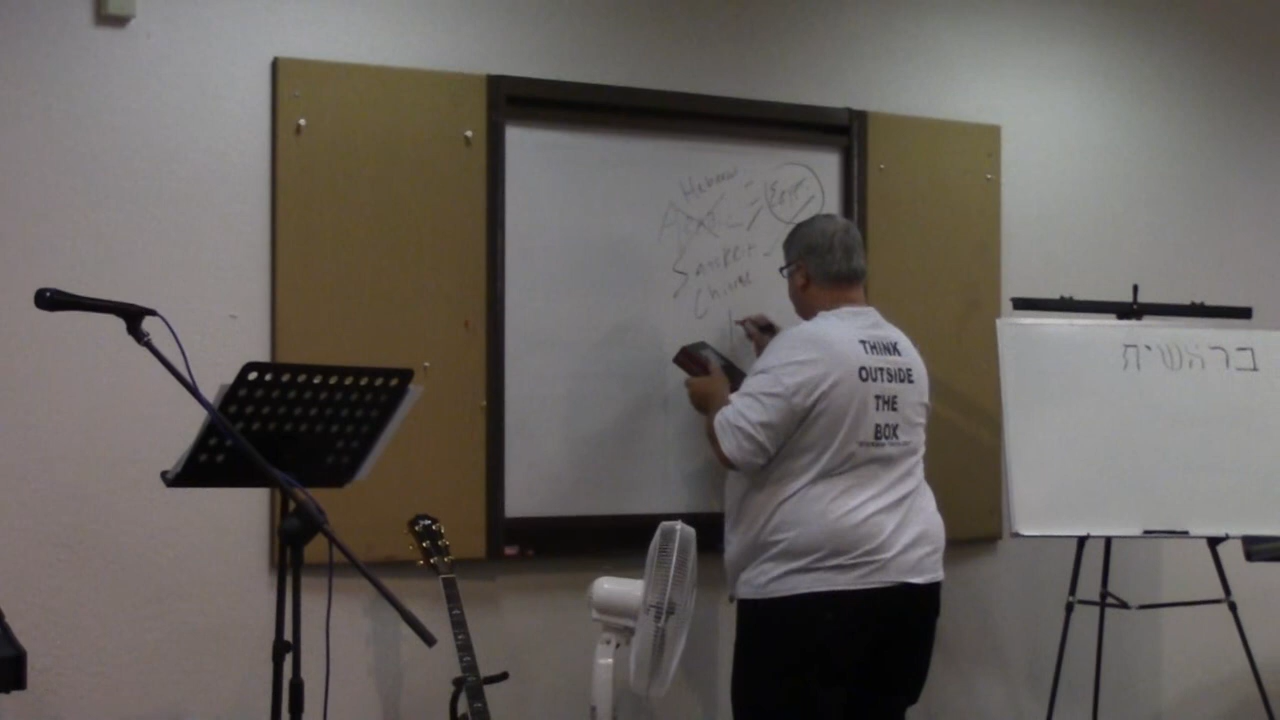 Hebrew
Sanskrit
Chinese
THINK
OUTSIDE
THE
BOX
בראשית